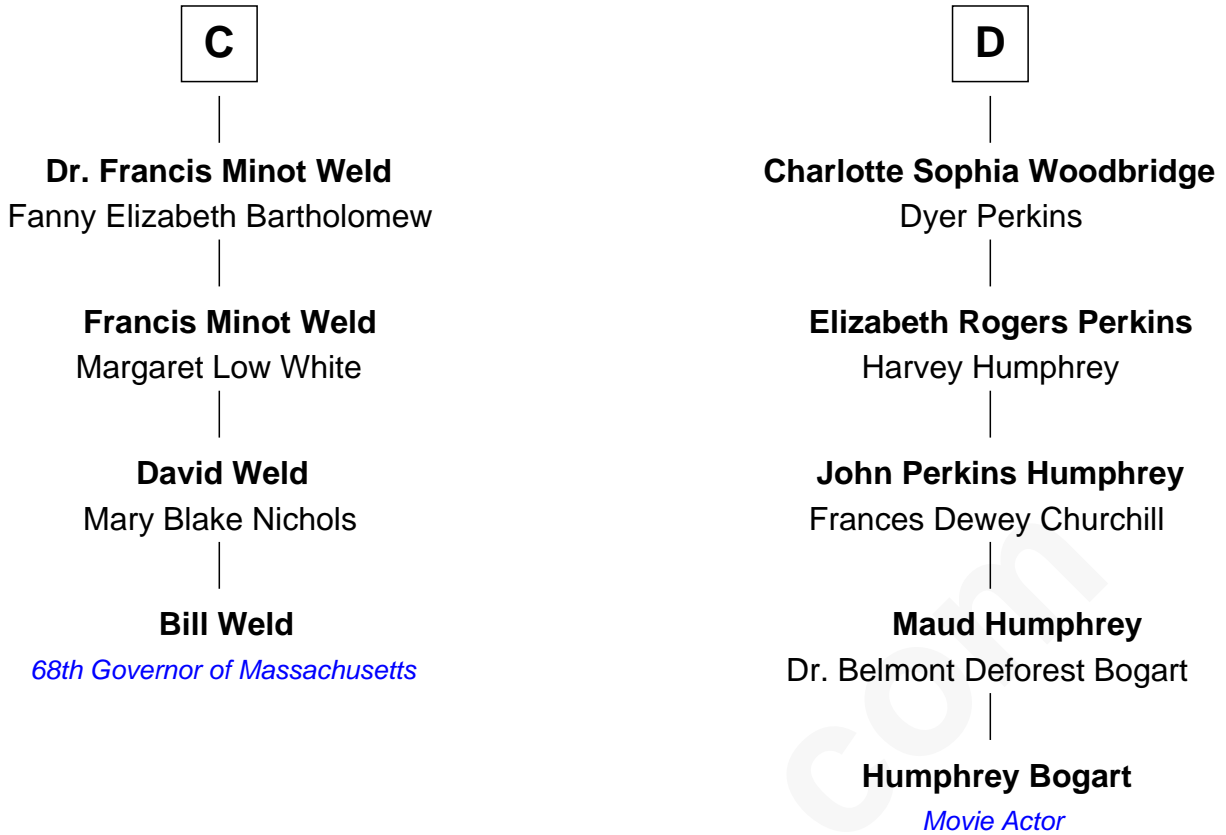 C
Dr. Francis Minot Weld
Fanny Elizabeth Bartholomew
Francis Minot Weld
Margaret Low White
David Weld
Mary Blake Nichols
Bill Weld
68th Governor of Massachusetts
D
Charlotte Sophia Woodbridge
Dyer Perkins
Elizabeth Rogers Perkins
Harvey Humphrey
John Perkins Humphrey
Frances Dewey Churchill
Maud Humphrey
Dr. Belmont Deforest Bogart
Humphrey Bogart
Movie Actor
com